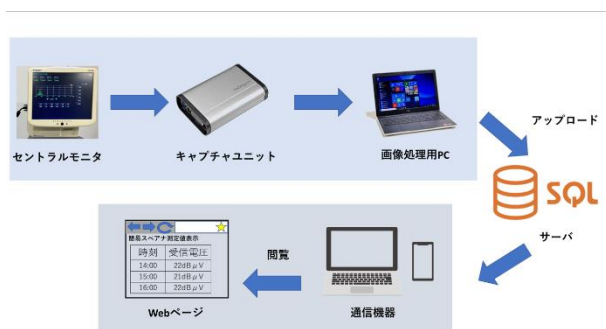 セントラルモニタ
キャプチャユニット
画像処理用PC
アップロード
SQL
サーバ
簡易スペアナ測定値表示
時刻 受信電圧
14:00 22dBμV
15:00 21dBμV
16:00 22dBμV
Webページ
閲覧
通信機器